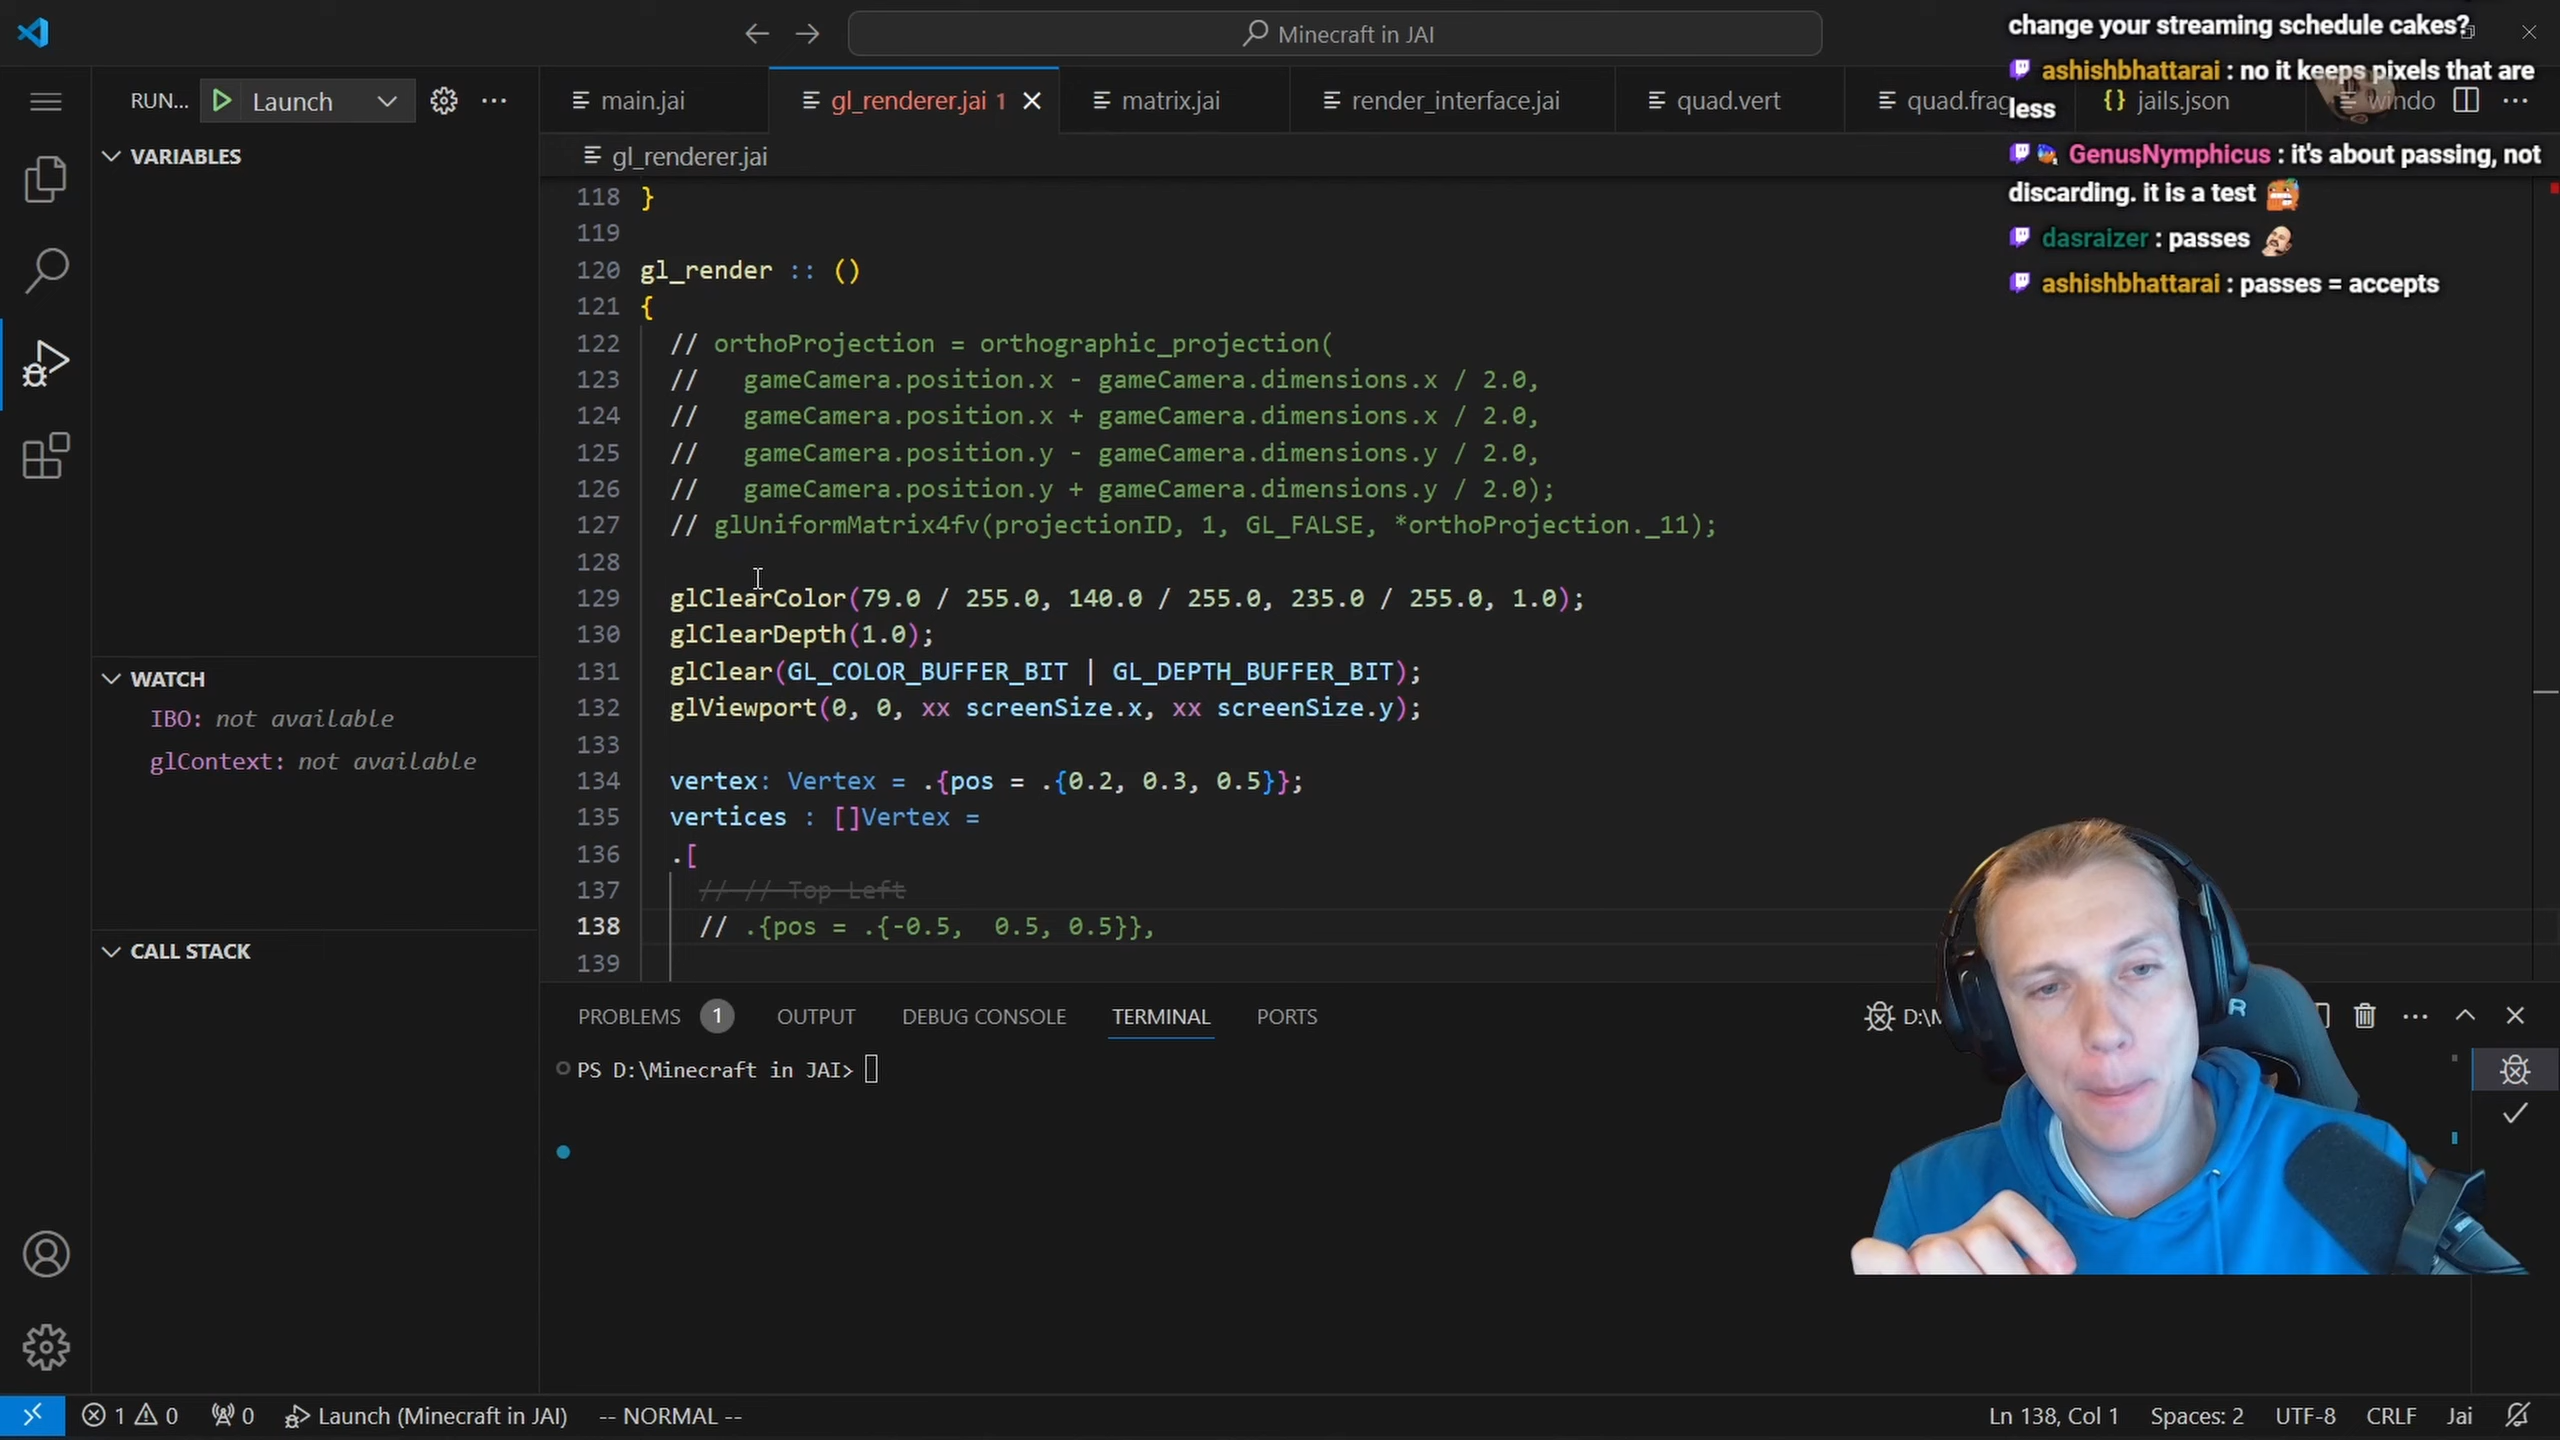 Minecraft in JAI
change your streaming schedule cakes?
ashishbhattarai : no it keeps pixels that are
less
GenusNymphicus : it's about passing, not
discarding. it is a test
dasraizer : passes
ashishbhattarai : passes = accepts
RUN...
Launch
main.jai
gl_renderer.jai 1
matrix.jai
render_interface.jai
quad.vert
quad.frag
{} jails.json
windo
gl_renderer.jai
VARIABLES
WATCH
IBO: not available
glContext: not available
CALL STACK
118 }
119
120 gl_render :: ()
121 {
122 // orthoProjection = orthographic_projection(
123 //   gameCamera.position.x - gameCamera.dimensions.x / 2.0,
124 //   gameCamera.position.x + gameCamera.dimensions.x / 2.0,
125 //   gameCamera.position.y - gameCamera.dimensions.y / 2.0,
126 //   gameCamera.position.y + gameCamera.dimensions.y / 2.0);
127 // glUniformMatrix4fv(projectionID, 1, GL_FALSE, *orthoProjection._11);
128
129 glClearColor(79.0 / 255.0, 140.0 / 255.0, 235.0 / 255.0, 1.0);
130 glClearDepth(1.0);
131 glClear(GL_COLOR_BUFFER_BIT | GL_DEPTH_BUFFER_BIT);
132 glViewport(0, 0, xx screenSize.x, xx screenSize.y);
133
134 vertex: Vertex = .{pos = .{0.2, 0.3, 0.5}};
135 vertices : []Vertex =
136 .[
137 // // Top Left
138 // .{pos = .{-0.5,  0.5, 0.5}},
139
PROBLEMS 1
OUTPUT
DEBUG CONSOLE
TERMINAL
PORTS
D:\M
PS D:\Minecraft in JAI>
R
1
0
0
Launch (Minecraft in JAI)
-- NORMAL --
Ln 138, Col 1
Spaces: 2
UTF-8
CRLF
Jai